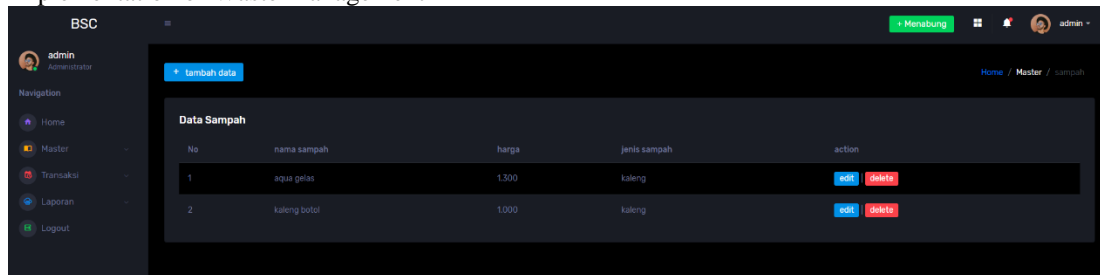 BSC
+ Menabung
admin
admin
Administrator
+ tambah data
Home / Master / sampah
Navigation
Home
Master
Transaksi
Laporan
Logout
Data Sampah
No nama sampah harga jenis sampah action
1 aqua gelas 1.300 kaleng edit | delete
2 kaleng botol 1.000 kaleng edit | delete